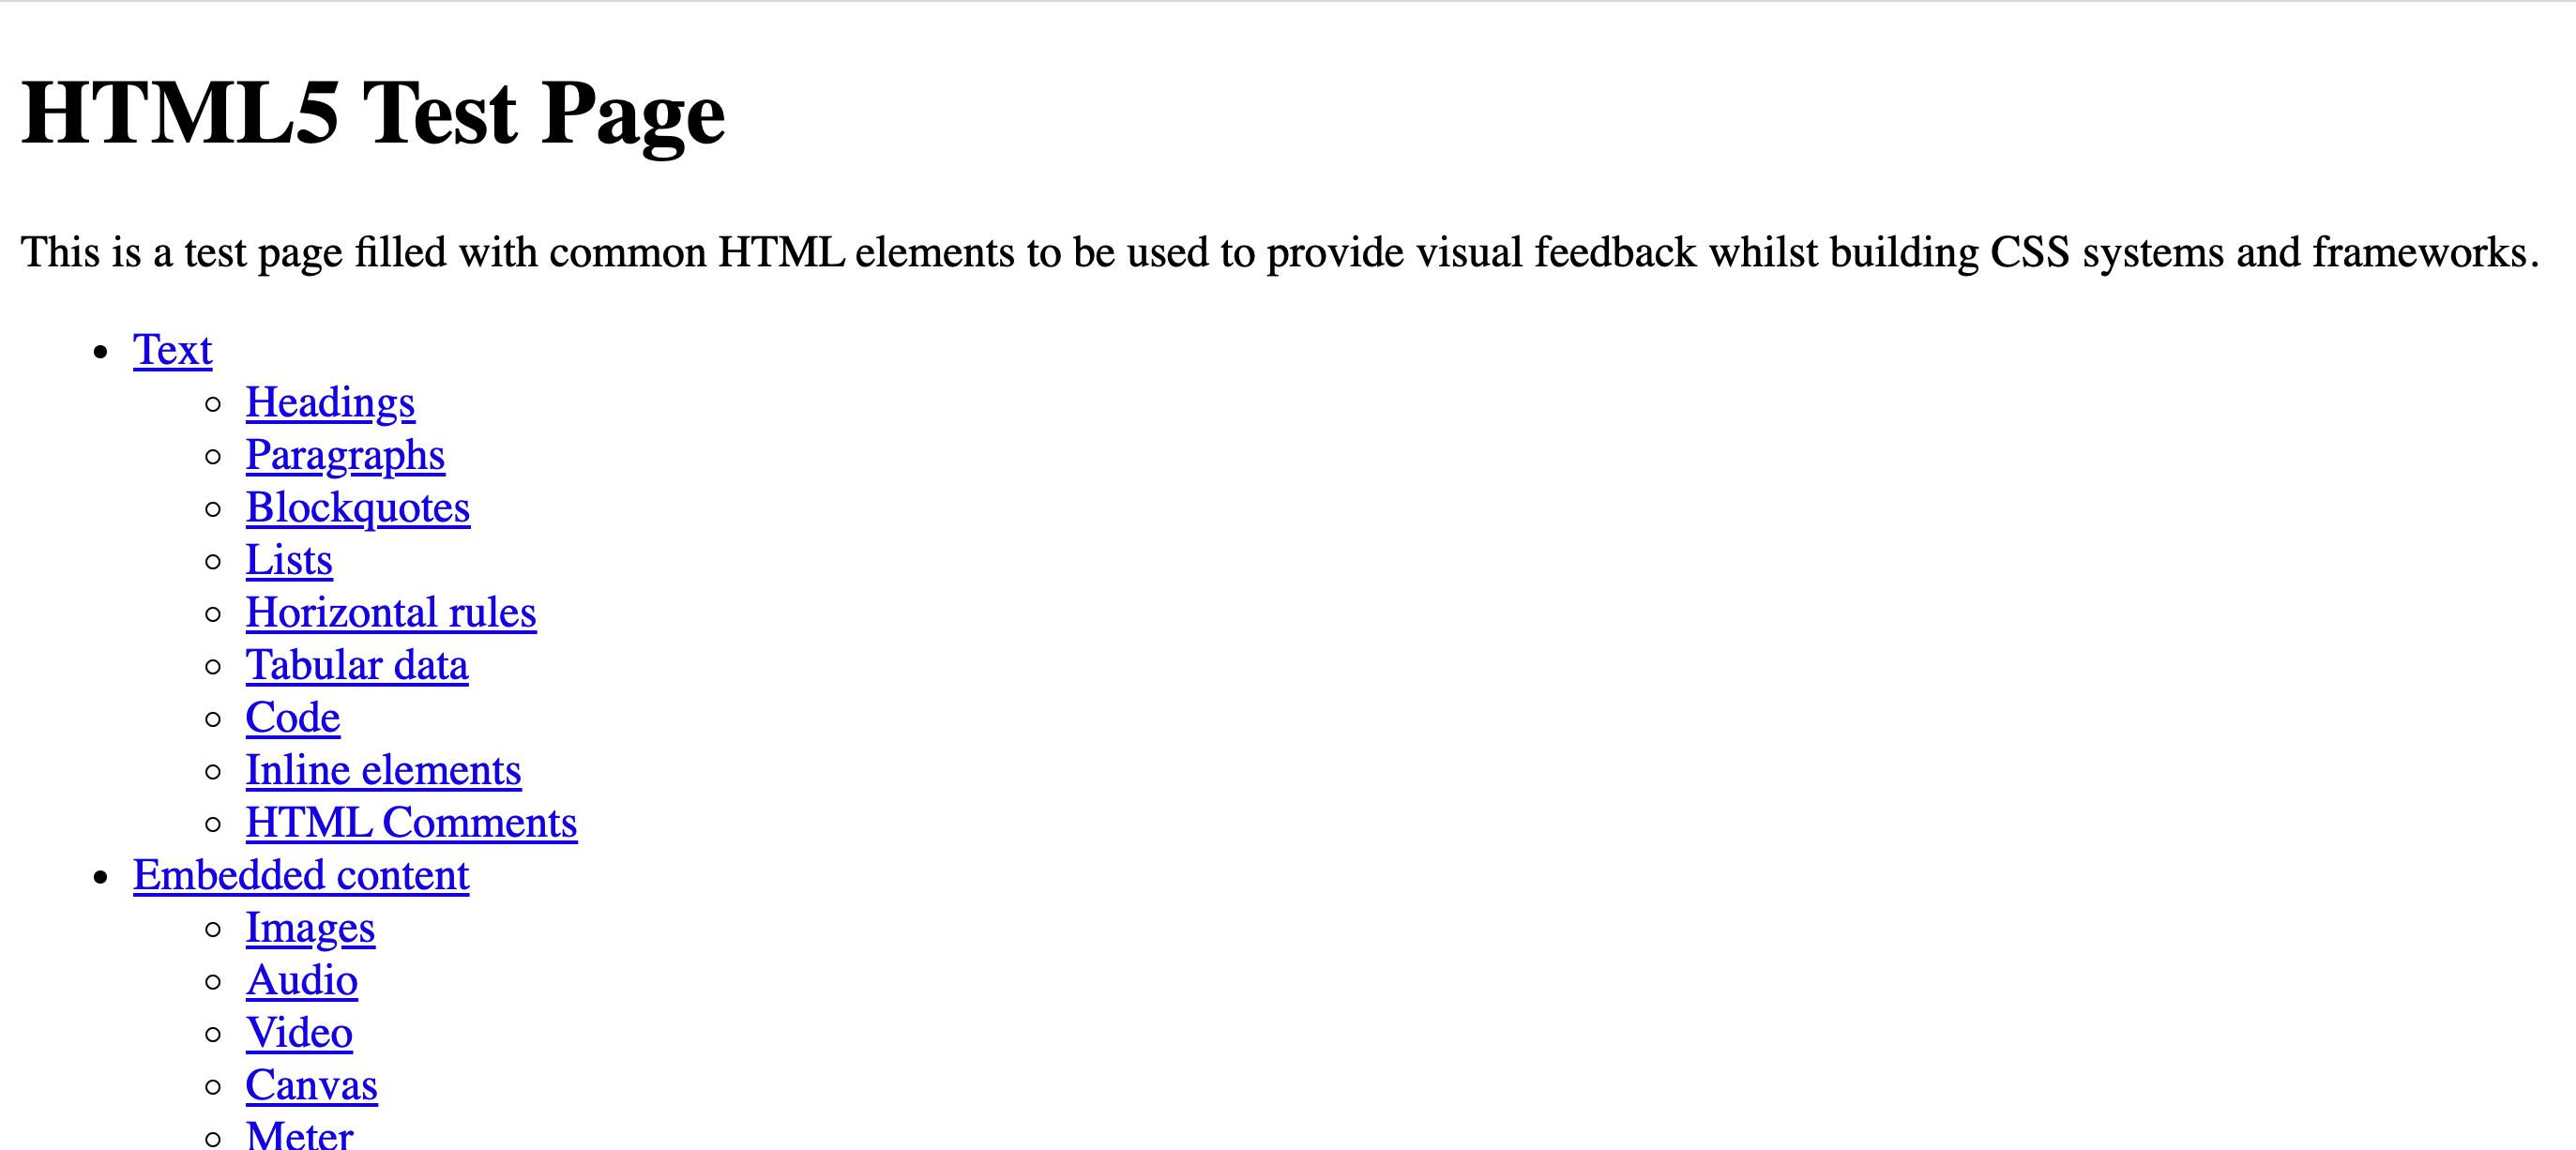 HTML5 Test Page
This is a test page filled with common HTML elements to be used to provide visual feedback whilst building CSS systems and frameworks.
Text
Headings
Paragraphs
Blockquotes
Lists
Horizontal rules
Tabular data
Code
Inline elements
HTML Comments
Embedded content
Images
Audio
Video
Canvas
Meter